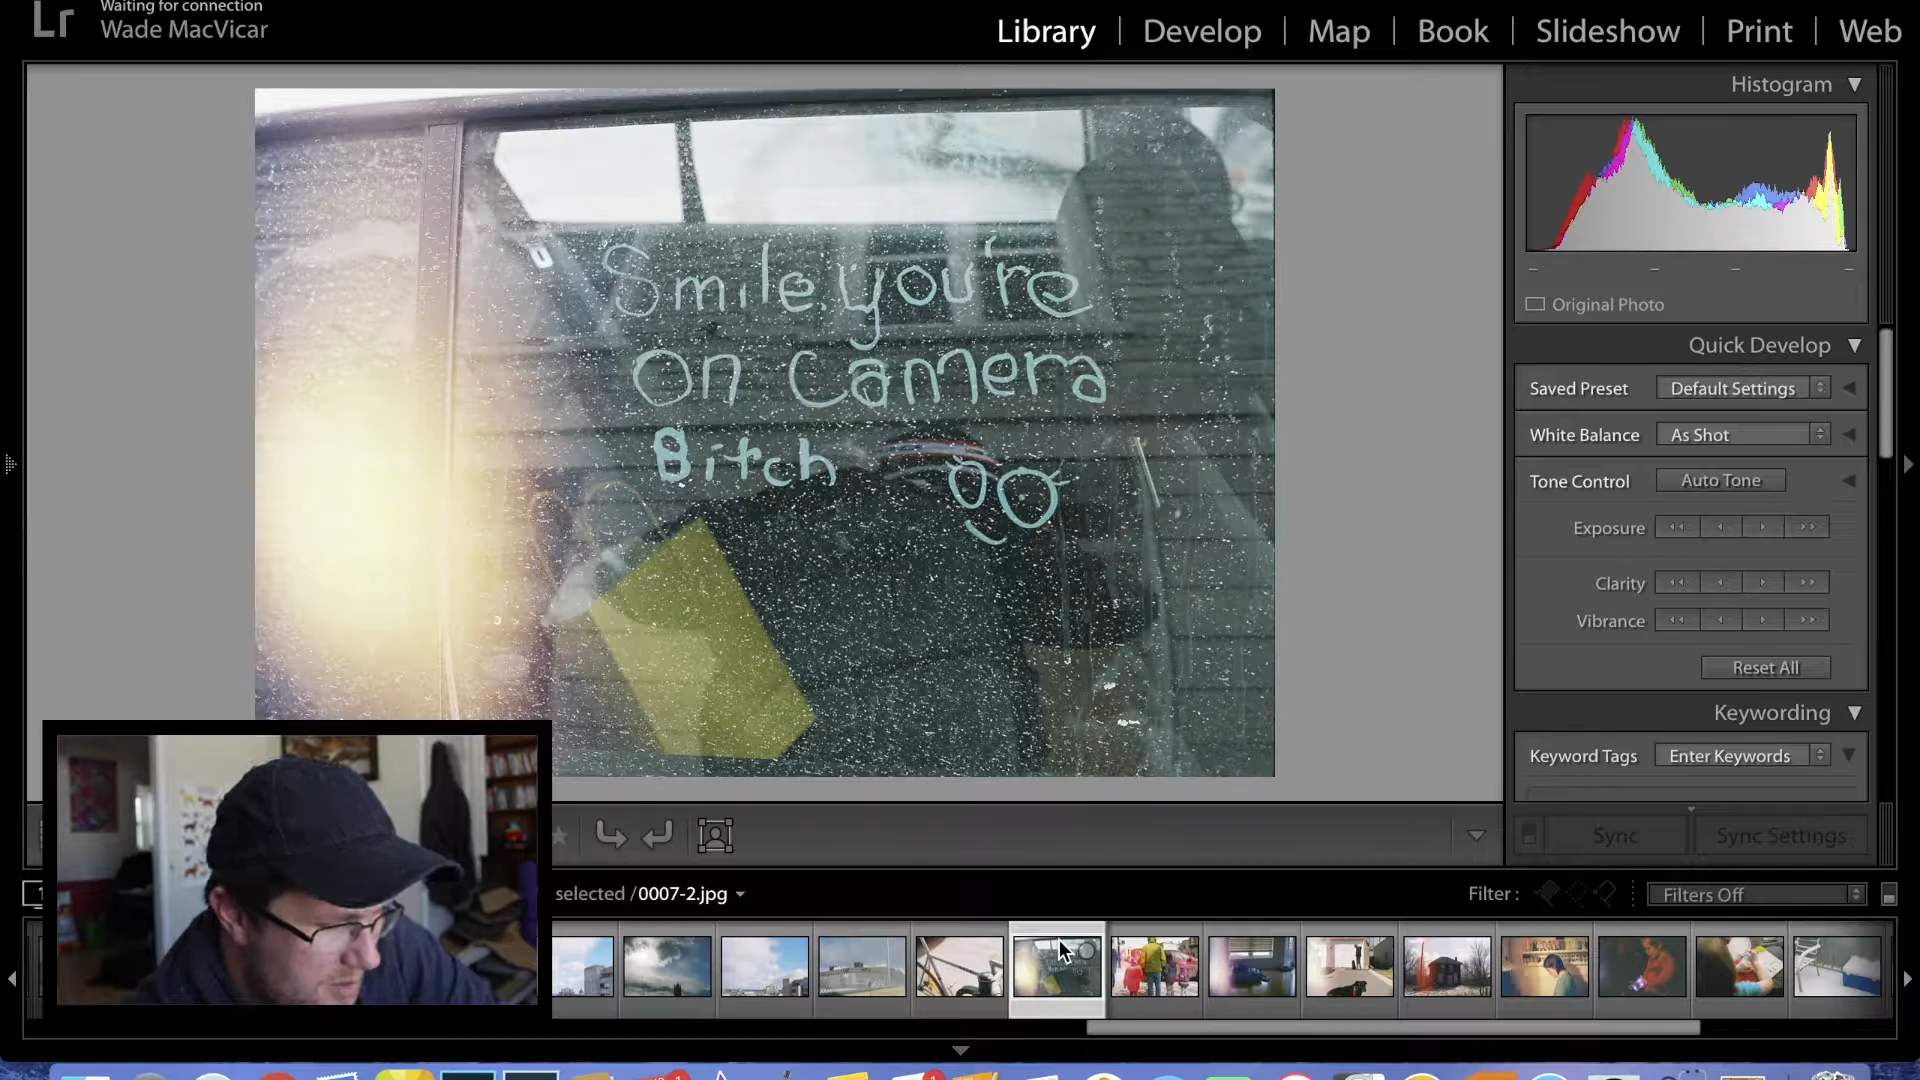 Waiting for connection
Wade MacVicar
Library | Develop | Map | Book | Slideshow | Print | Web
Histogram
Original Photo
Quick Develop
Saved Preset Default Settings
White Balance As Shot
Tone Control Auto Tone
Exposure
Clarity
Vibrance
Reset All
Keywording
Keyword Tags Enter Keywords
Sync Sync Settings
Smile, you're
on Camera
Bitch
selected / 0007-2.jpg
Filter : Filters Off